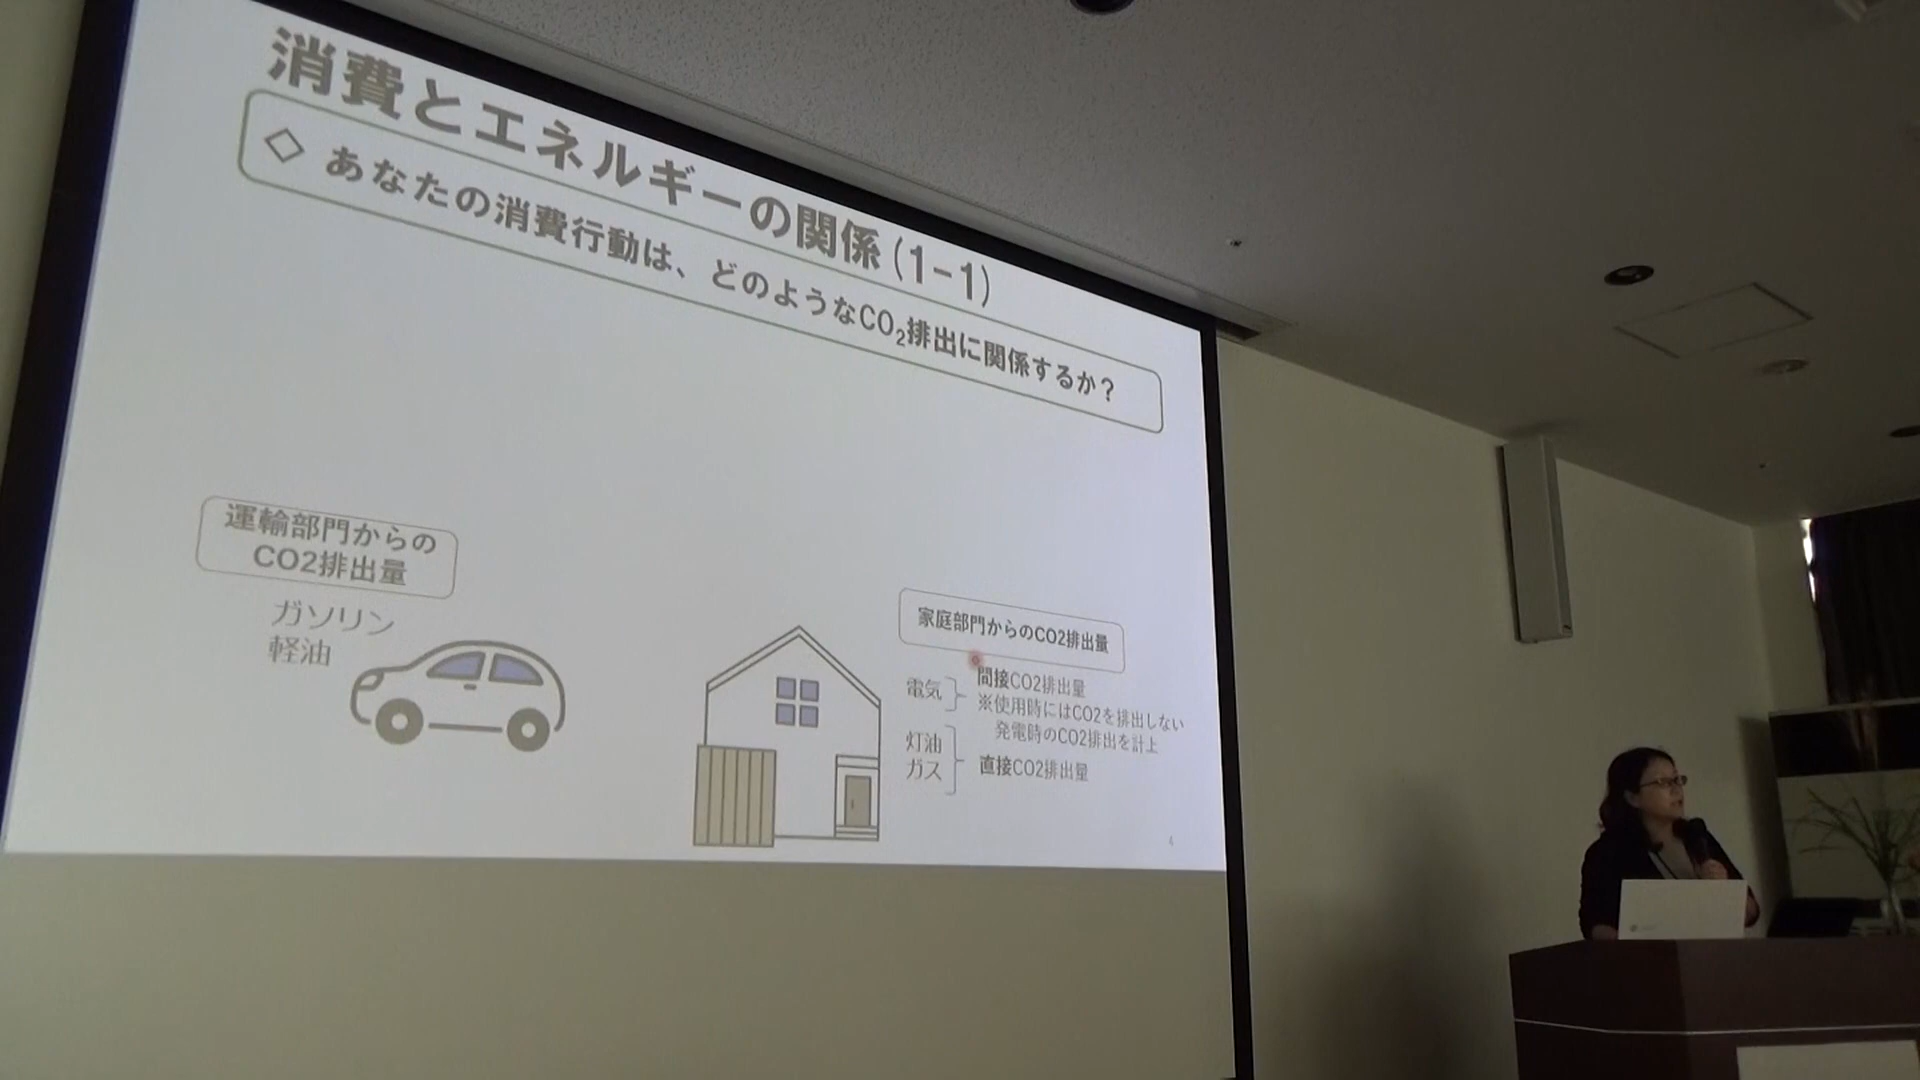 消費とエネルギーの関係(1−1)
◇ あなたの消費行動は、どのようなCO₂排出に関係するか？
運輸部門からの
CO2排出量
ガソリン
軽油
家庭部門からのCO2排出量
電気
間接CO2排出量
※使用時にはCO2を排出しない
発電時のCO2排出を計上
灯油
ガス
直接CO2排出量
4